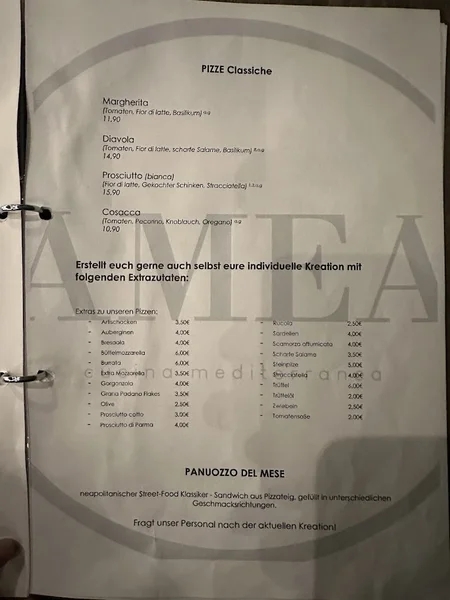 PIZZE Classiche
Margherita
(Tomaten, Fior di latte, Basilikum) a,g
11,90
Diavola
(Tomaten, Fior di latte, scharfe Salame, Basilikum)
14,90
Prosciutto (bianca)
(Fior di latte, Gekochter Schinken, Stracciatella)
15,90
Cosacca
(Tomaten, Pecorino, Knoblauch, Oregano) a,g
10,90
AMEA
Erstellt euch gerne auch selbst eure individuelle Kreation mit
folgenden Extrazutaten:
Extras zu unseren Pizzen:
- Artischocken 3,50€
- Auberginen 4,00€
- Bresaola 4,00€
- Büffelmozzarella 6,00€
- Burrata 6,00€
- Extra Mozzarella 3,50€
- Gorgonzola 4,00€
- Grana Padano Flakes 3,50€
- Olive 2,50€
- Prosciutto cotto 3,00€
- Prosciutto di Parma 4,00€
- Rucola 2,50€
- Sardellen 4,00€
- Scamorza affumicata 4,00€
- Scharfe Salame 3,50€
- Steinpilze 5,00€
- Stracciatella 4,00€
- Trüffel 6,00€
- Trüffelöl 2,00€
- Zwiebeln 2,50€
- Tomatensoße 2,00€
cucina mediterranea
PANUOZZO DEL MESE
neapolitanischer Street-Food Klassiker - Sandwich aus Pizzateig, gefüllt in unterschiedlichen
Geschmacksrichtungen.
Fragt unser Personal nach der aktuellen Kreation!